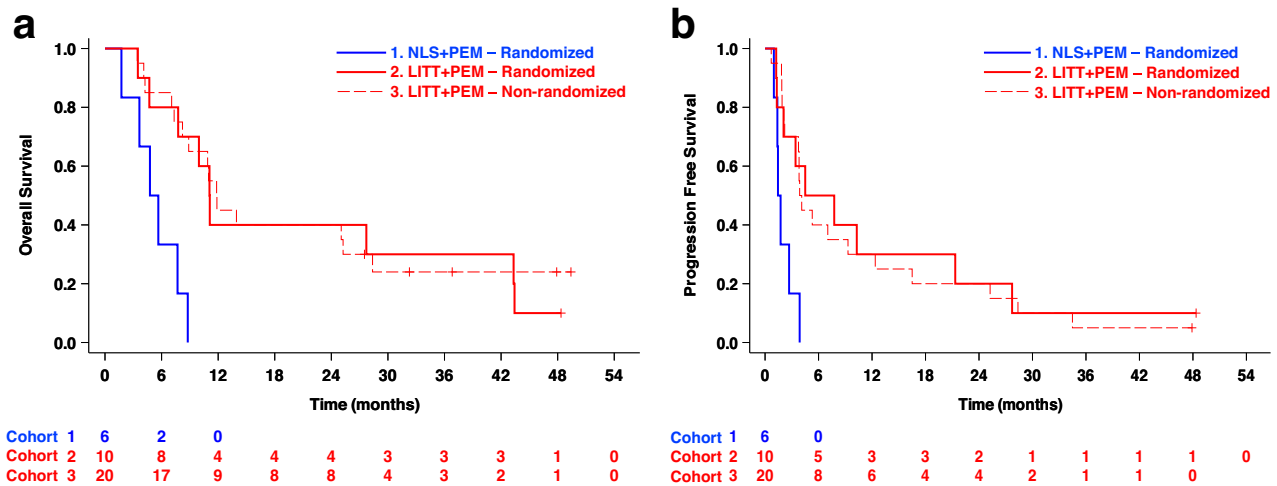 a
1. NLS+PEM – Randomized
2. LITT+PEM – Randomized
3. LITT+PEM – Non-randomized
Overall Survival
1.0
0.8
0.6
0.4
0.2
0.0
0 6 12 18 24 30 36 42 48 54
Time (months)
Cohort 1 6 2 0
Cohort 2 10 8 4 4 4 3 3 3 1 0
Cohort 3 20 17 9 8 8 4 3 2 1 0
b
1. NLS+PEM – Randomized
2. LITT+PEM – Randomized
3. LITT+PEM – Non-randomized
Progression Free Survival
1.0
0.8
0.6
0.4
0.2
0.0
0 6 12 18 24 30 36 42 48 54
Time (months)
Cohort 1 6 0
Cohort 2 10 5 3 3 2 1 1 1 1 0
Cohort 3 20 8 6 4 4 2 1 1 0